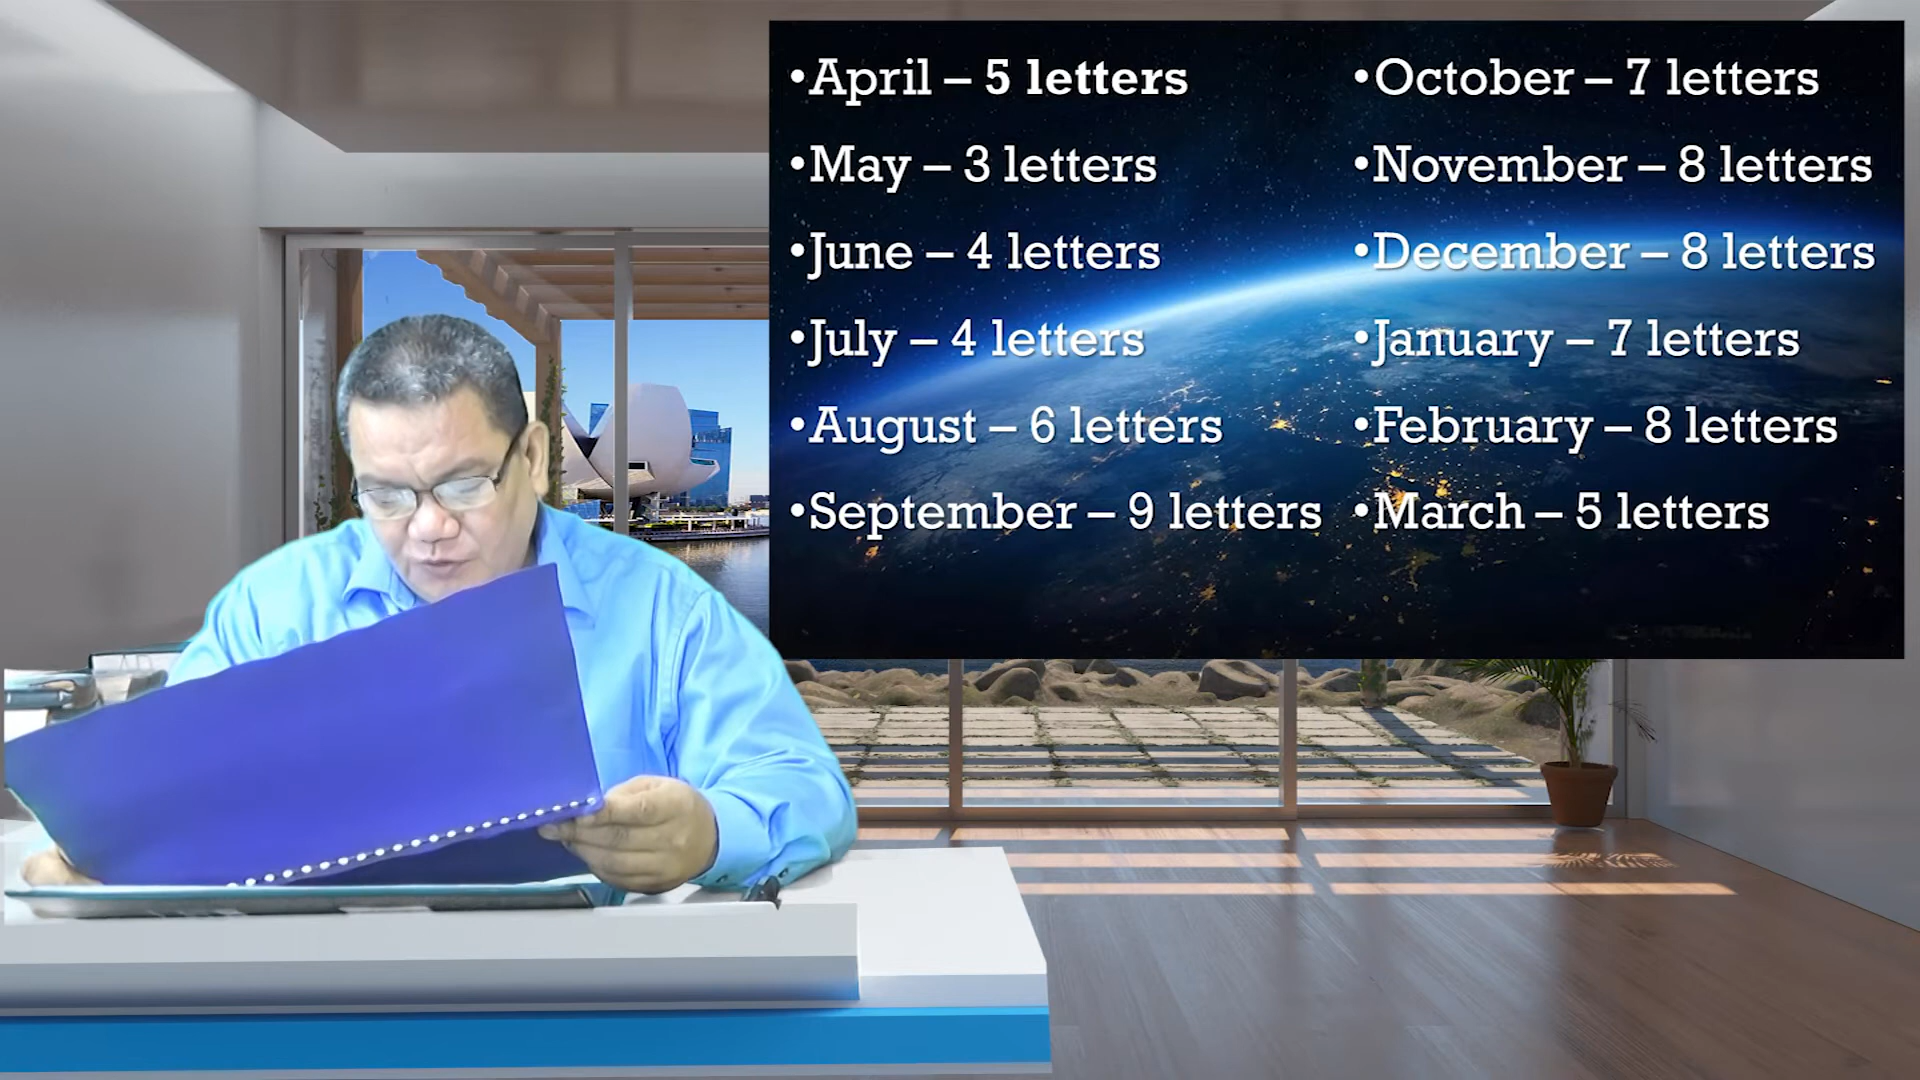 •April – 5 letters
•May – 3 letters
•June – 4 letters
•July – 4 letters
•August – 6 letters
•September – 9 letters
•October – 7 letters
•November – 8 letters
•December – 8 letters
•January – 7 letters
•February – 8 letters
•March – 5 letters